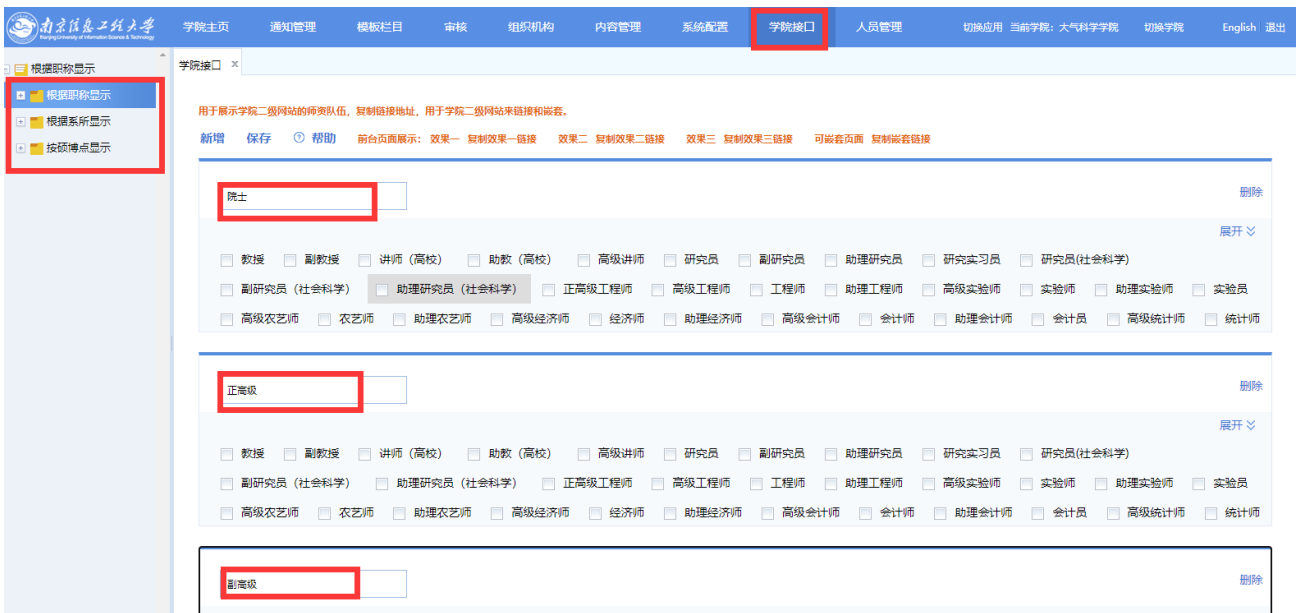 南京信息工程大学
Nanjing University of Information Science & Technology
学院主页 通知管理 模板栏目 审核 组织机构 内容管理 系统配置 学院接口 人员管理 切换应用 当前学院：大气科学学院 切换学院 English 退出
根据职称显示
根据职称显示
根据系所显示
按硕博点显示
学院接口 ×
用于展示学院二级网站的师资队伍，复制链接地址，用于学院二级网站来链接和嵌套。
新增 保存 ? 帮助 前台页面展示： 效果一 复制效果一链接 效果二 复制效果二链接 效果三 复制效果三链接 可嵌套页面 复制嵌套链接
院士 删除
展开
教授 副教授 讲师（高校） 助教（高校） 高级讲师 研究员 副研究员 助理研究员 研究实习员 研究员(社会科学)
副研究员（社会科学） 助理研究员（社会科学） 正高级工程师 高级工程师 工程师 助理工程师 高级实验师 实验师 助理实验师 实验员
高级农艺师 农艺师 助理农艺师 高级经济师 经济师 助理经济师 高级会计师 会计师 助理会计师 会计员 高级统计师 统计师
正高级 删除
展开
教授 副教授 讲师（高校） 助教（高校） 高级讲师 研究员 副研究员 助理研究员 研究实习员 研究员(社会科学)
副研究员（社会科学） 助理研究员（社会科学） 正高级工程师 高级工程师 工程师 助理工程师 高级实验师 实验师 助理实验师 实验员
高级农艺师 农艺师 助理农艺师 高级经济师 经济师 助理经济师 高级会计师 会计师 助理会计师 会计员 高级统计师 统计师
副高级 删除